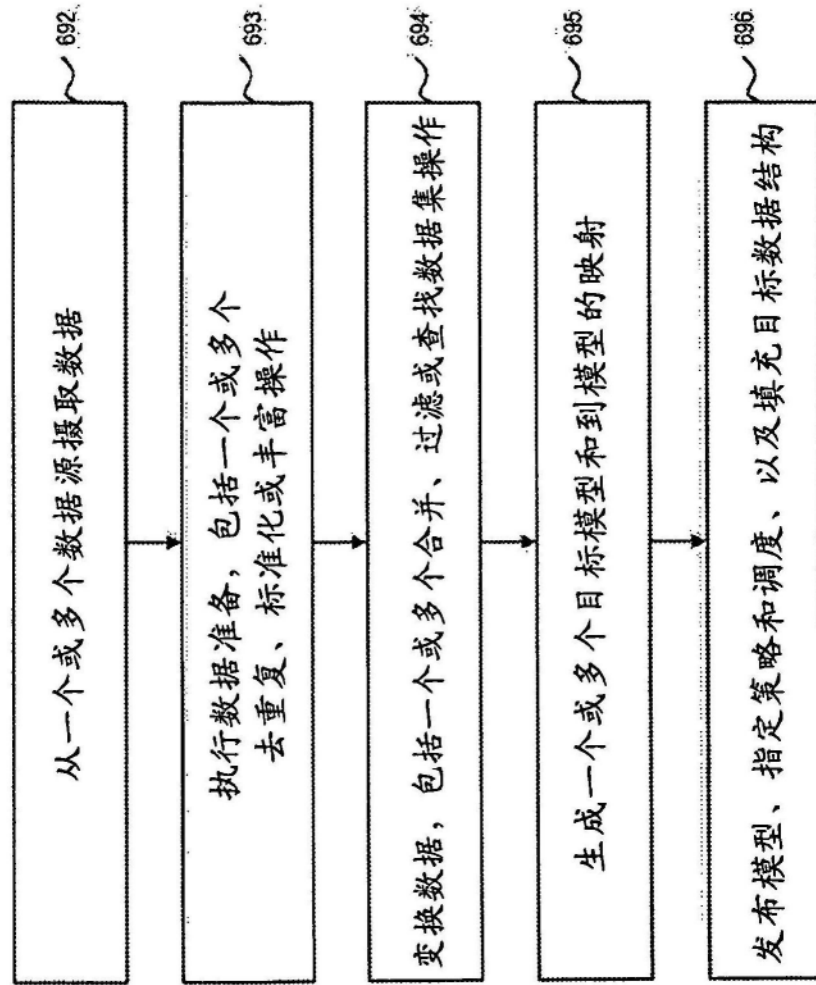 从一个或多个数据源摄取数据
692
执行数据准备，包括一个或多个
去重复、标准化或丰富操作
693
变换数据，包括一个或多个合并、过滤或查找数据集操作
694
生成一个或多个目标模型和到模型的映射
695
发布模型、指定策略和调度、以及填充目标数据结构
696